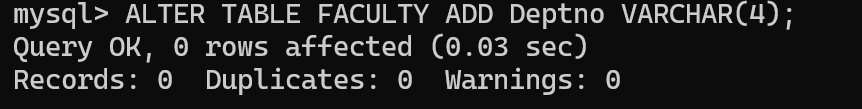 mysql> ALTER TABLE FACULTY ADD Deptno VARCHAR(4);
Query OK, 0 rows affected (0.03 sec)
Records: 0  Duplicates: 0  Warnings: 0